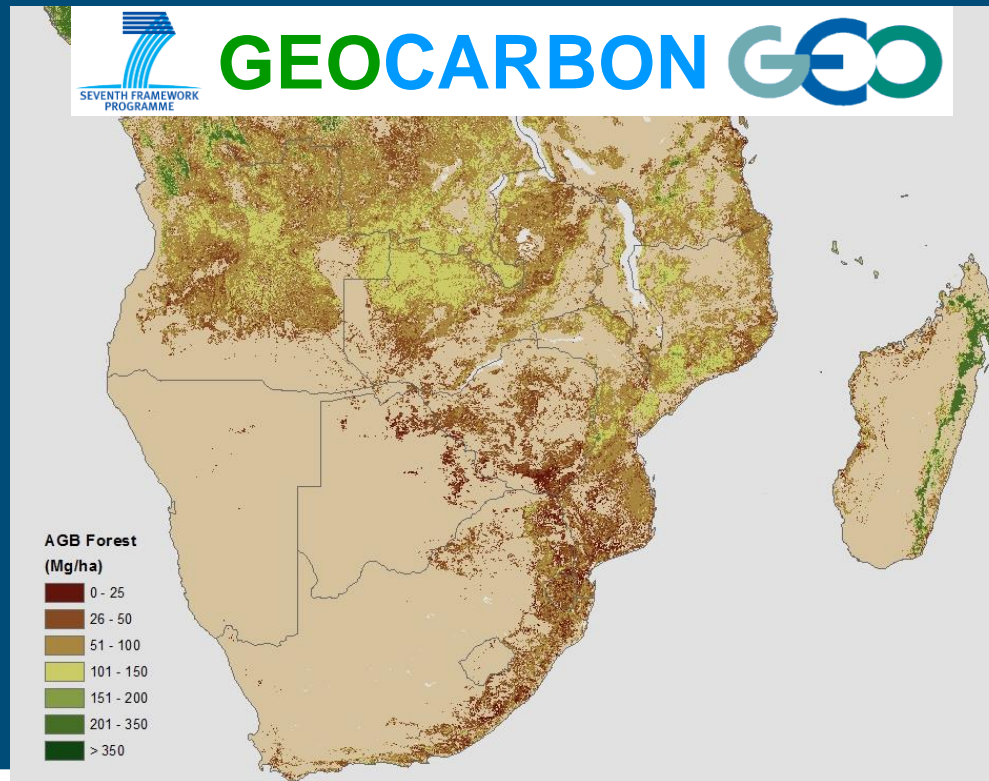 SEVENTH FRAMEWORK
PROGRAMME
GEOCARBON GEO
AGB Forest
(Mg/ha)
0 - 25
26 - 50
51 - 100
101 - 150
151 - 200
201 - 350
> 350